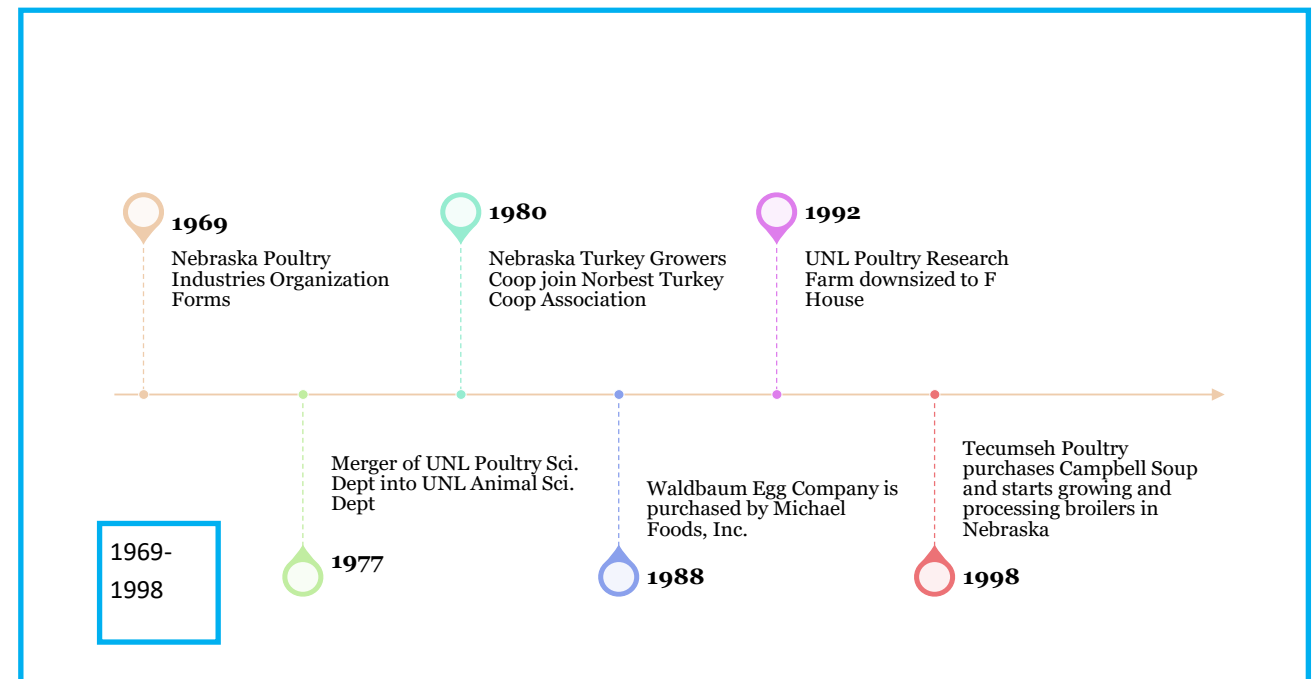 1969
Nebraska Poultry
Industries Organization
Forms
1980
Nebraska Turkey Growers
Coop join Norbest Turkey
Coop Association
1992
UNL Poultry Research
Farm downsized to F
House
Merger of UNL Poultry Sci.
Dept into UNL Animal Sci.
Dept
1977
Waldbaum Egg Company is
purchased by Michael
Foods, Inc.
1988
Tecumseh Poultry
purchases Campbell Soup
and starts growing and
processing broilers in
Nebraska
1998
1969-
1998